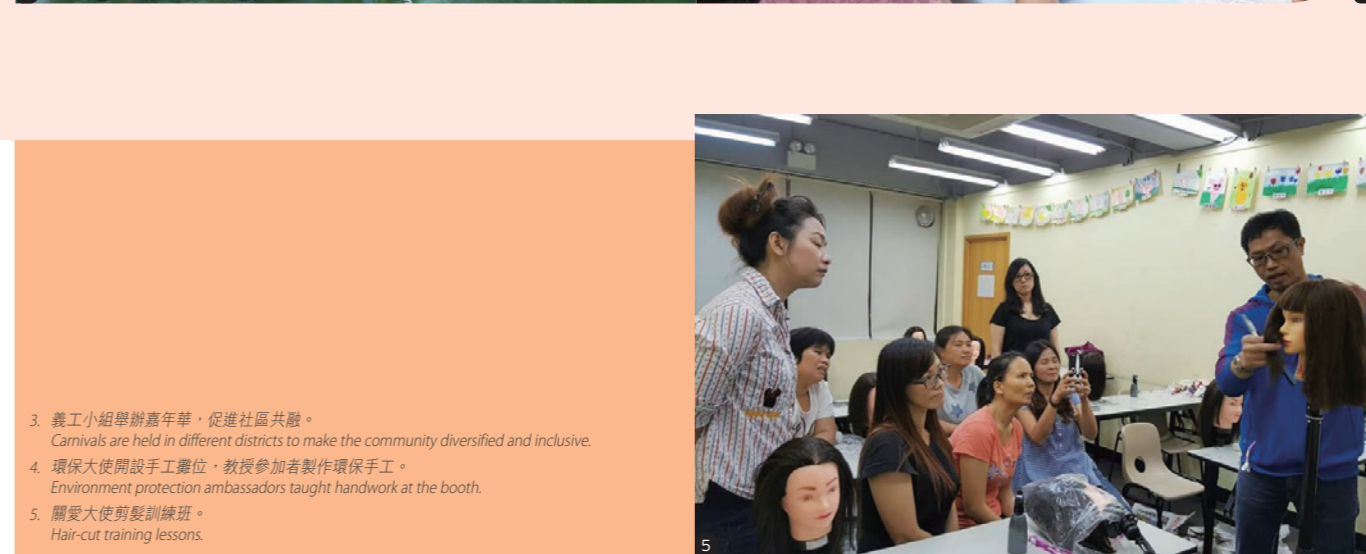 3. 義工小組舉辦嘉年華，促進社區共融。
Carnivals are held in different districts to make the community diversified and inclusive.
4. 環保大使開設手工攤位，教授參加者製作環保手工。
Environment protection ambassadors taught handwork at the booth.
5. 關愛大使剪髮訓練班。
Hair-cut training lessons.
5